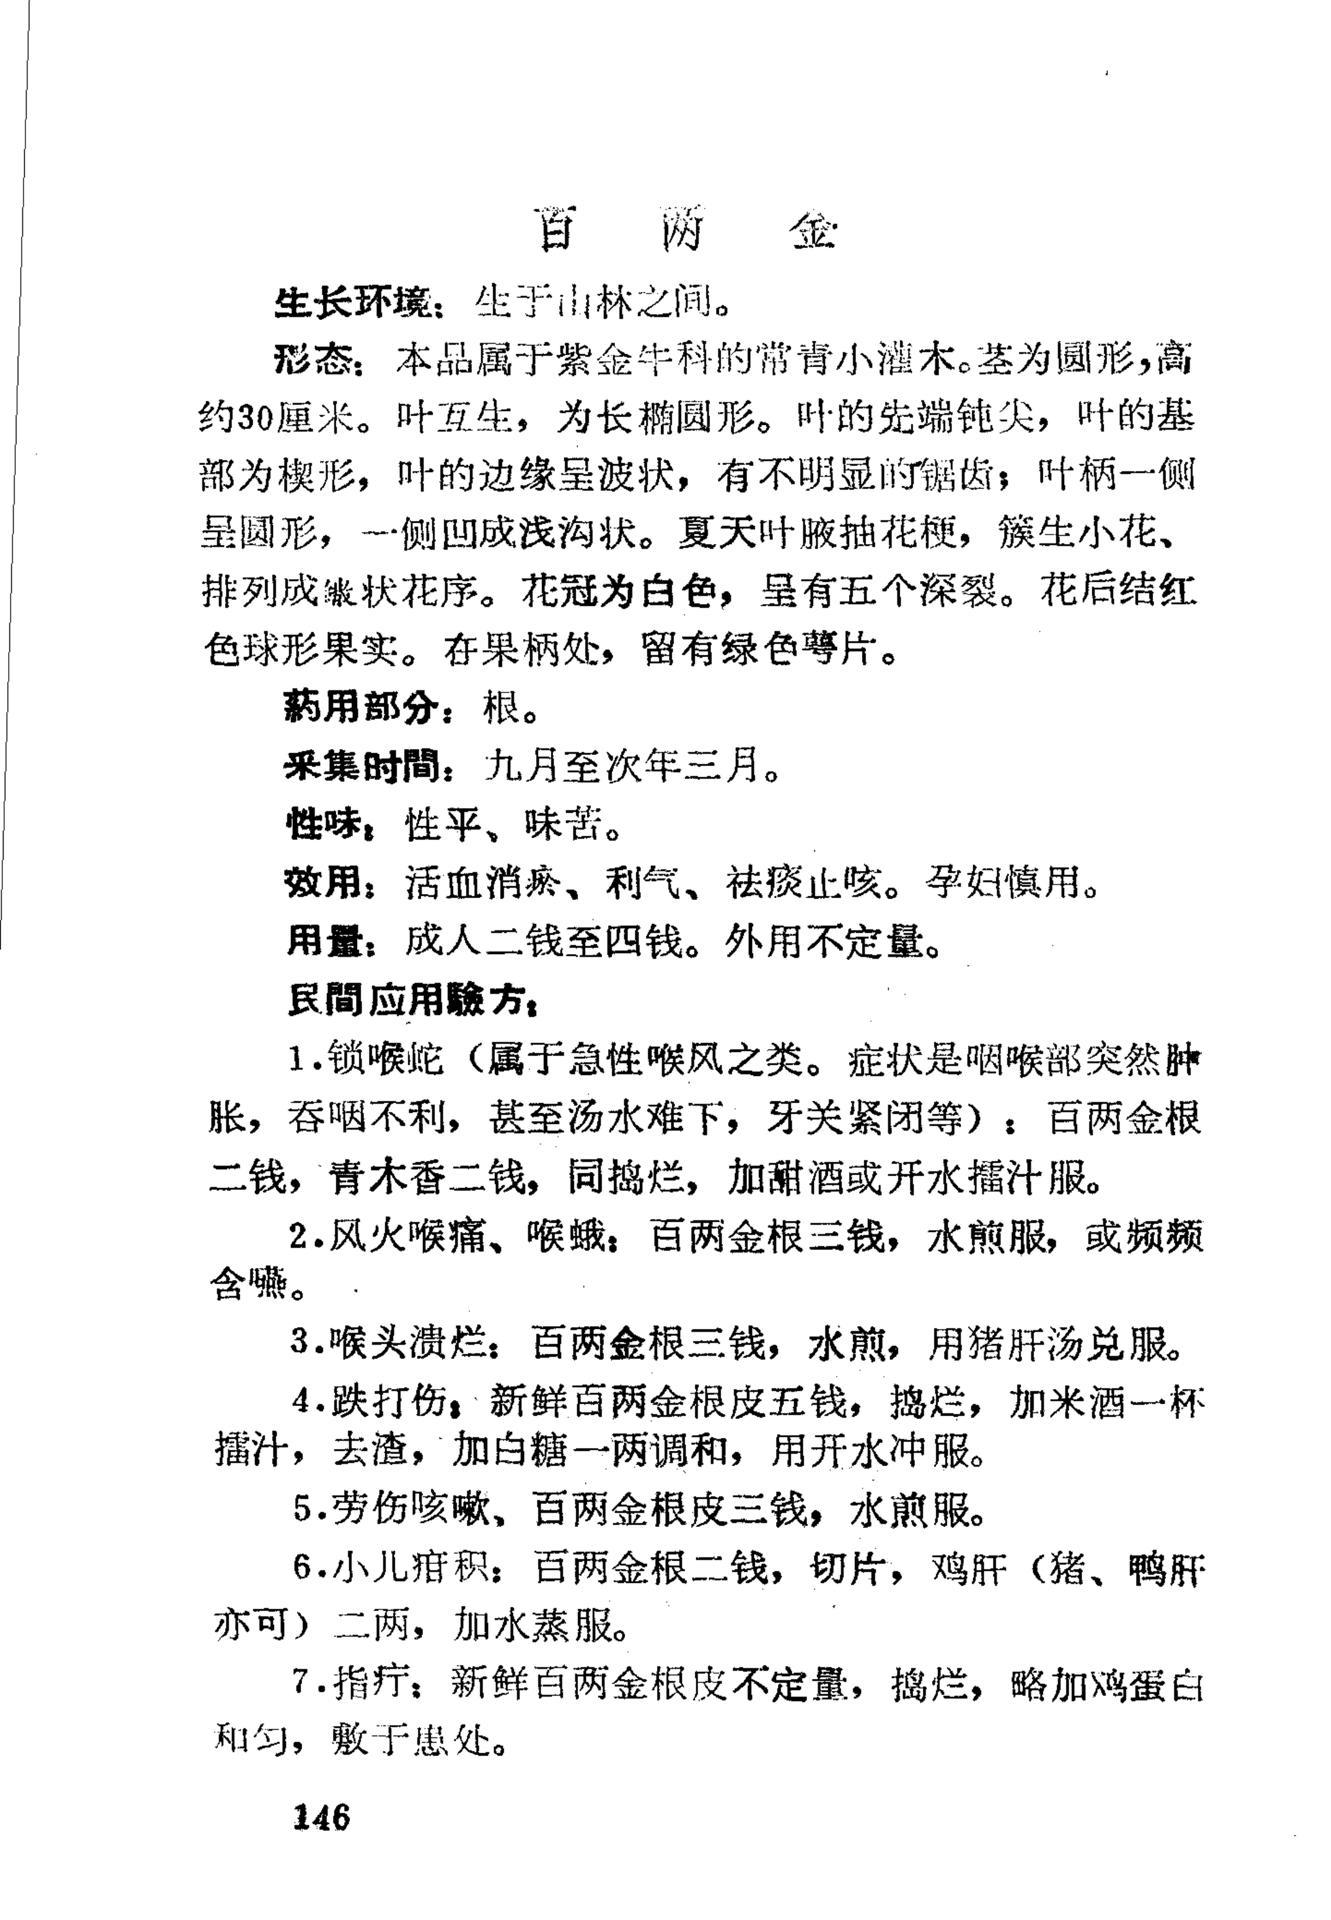 百两金
生长环境：生于山林之间。
形态：本品属于紫金牛科的常青小灌木。茎为圆形，高
约30厘米。叶互生，为长椭圆形。叶的先端钝尖，叶的基
部为楔形，叶的边缘呈波状，有不明显的锯齿；叶柄一侧
呈圆形，一侧凹成浅沟状。夏天叶腋抽花梗，簇生小花、
排列成繖状花序。花冠为白色，呈有五个深裂。花后结红
色球形果实。在果柄处，留有绿色萼片。
葯用部分：根。
采集时間：九月至次年三月。
性味：性平、味苦。
效用：活血消瘀、利气、祛痰止咳。孕妇慎用。
用量：成人二钱至四钱。外用不定量。
民間应用驗方：
1.锁喉蛇（属于急性喉风之类。症状是咽喉部突然肿
胀，吞咽不利，甚至汤水难下，牙关紧闭等）：百两金根
二钱，青木香二钱，同捣烂，加甜酒或开水擂汁服。
2.风火喉痛、喉蛾：百两金根三钱，水煎服，或频频
含嚥。
3.喉头溃烂：百两金根三钱，水煎，用猪肝汤兑服。
4.跌打伤：新鲜百两金根皮五钱，捣烂，加米酒一杯
擂汁，去渣，加白糖一两调和，用开水冲服。
5.劳伤咳嗽、百两金根皮三钱，水煎服。
6.小儿疳积：百两金根二钱，切片，鸡肝（猪、鸭肝
亦可）二两，加水蒸服。
7.指疔：新鲜百两金根皮不定量，捣烂，略加鸡蛋白
和匀，敷于患处。
146